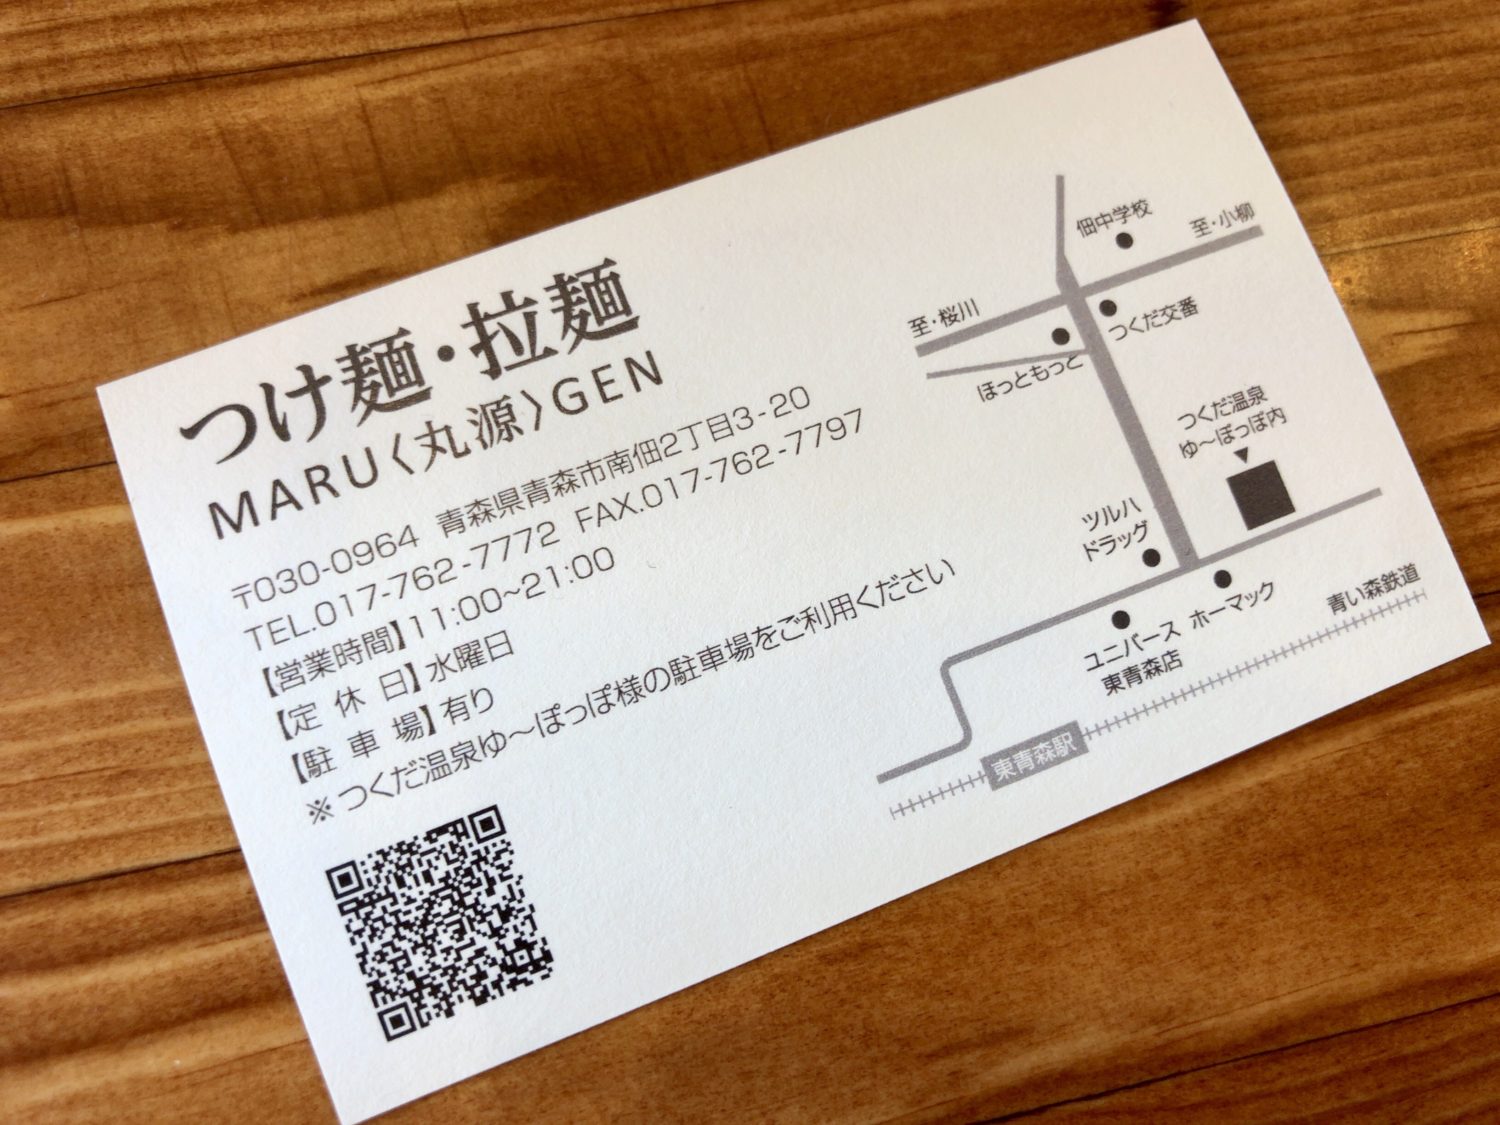 つけ麺・拉麺
MARU〈丸源〉GEN
〒030-0964 青森県青森市南佃2丁目3-20
TEL.017-762-7772 FAX.017-762-7797
【営業時間】11:00~21:00
【定休日】水曜日
【駐車場】有り
※ つくだ温泉ゆ〜ぽっぽ様の駐車場をご利用ください
佃中学校
至・小柳
至・桜川
つくだ交番
ほっともっと
つくだ温泉
ゆ〜ぽっぽ内
ツルハ
ドラッグ
ホーマック
ユニバース
東青森店
青い森鉄道
東青森駅